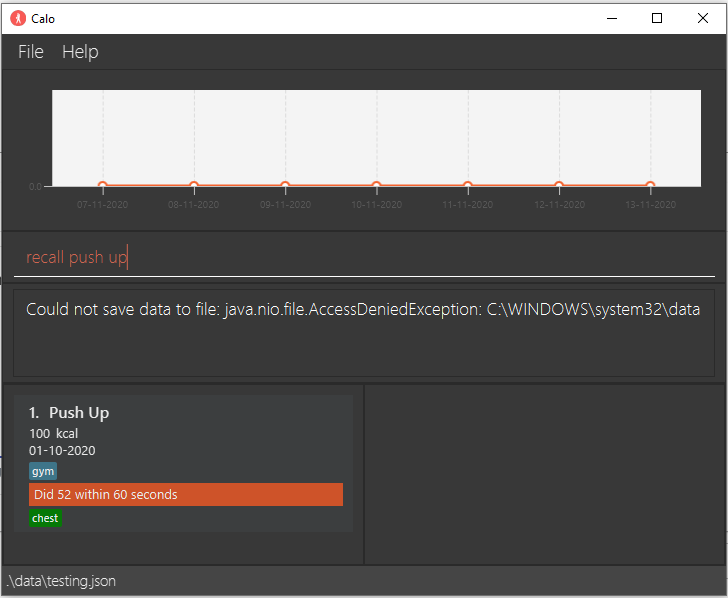 Calo
File Help
0.0
07-11-2020 08-11-2020 09-11-2020 10-11-2020 11-11-2020 12-11-2020 13-11-2020
recall push up
Could not save data to file: java.nio.file.AccessDeniedException: C:\WINDOWS\system32\data
1. Push Up
100 kcal
01-10-2020
gym
Did 52 within 60 seconds
chest
.\data\testing.json